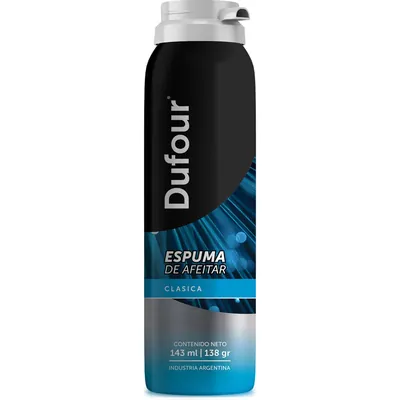 Dufour
ESPUMA
DE AFEITAR
CLASICA
CONTENIDO NETO
143 ml | 138 gr
INDUSTRIA ARGENTINA